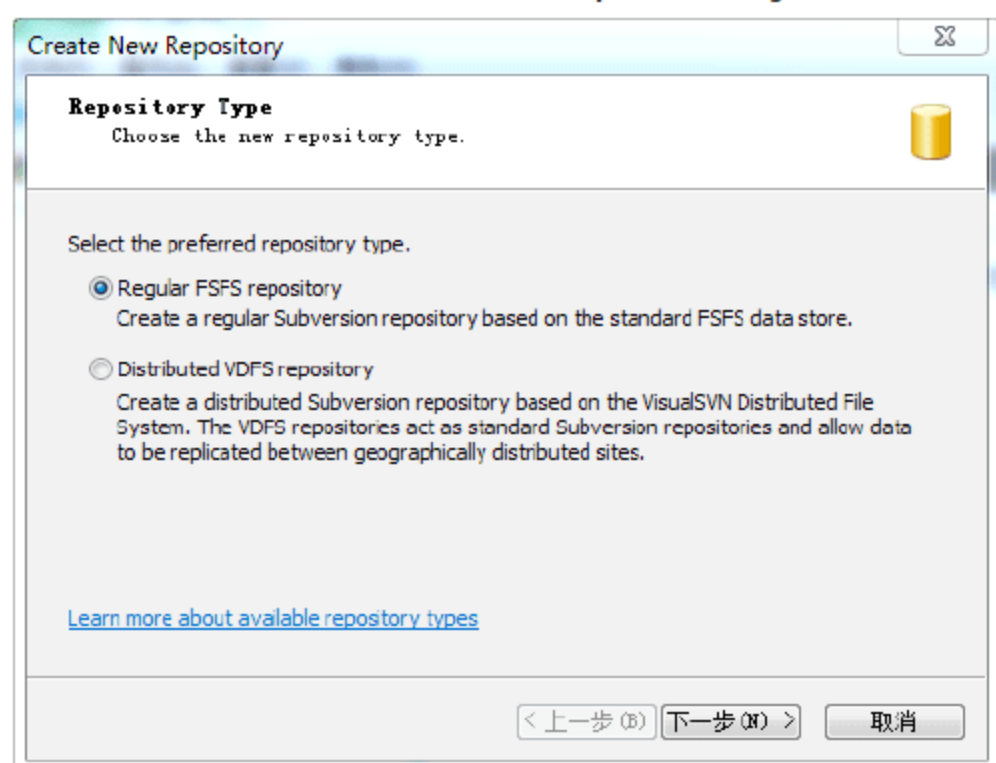 Create New Repository
Repository Type
Choose the new repository type.
Select the preferred repository type.
Regular FSFS repository
Create a regular Subversion repository based on the standard FSFS data store.
Distributed VDFS repository
Create a distributed Subversion repository based on the VisualSVN Distributed File
System. The VDFS repositories act as standard Subversion repositories and allow data
to be replicated between geographically distributed sites.
Learn more about available repository types
<上一步(B) 下一步(N) > 取消